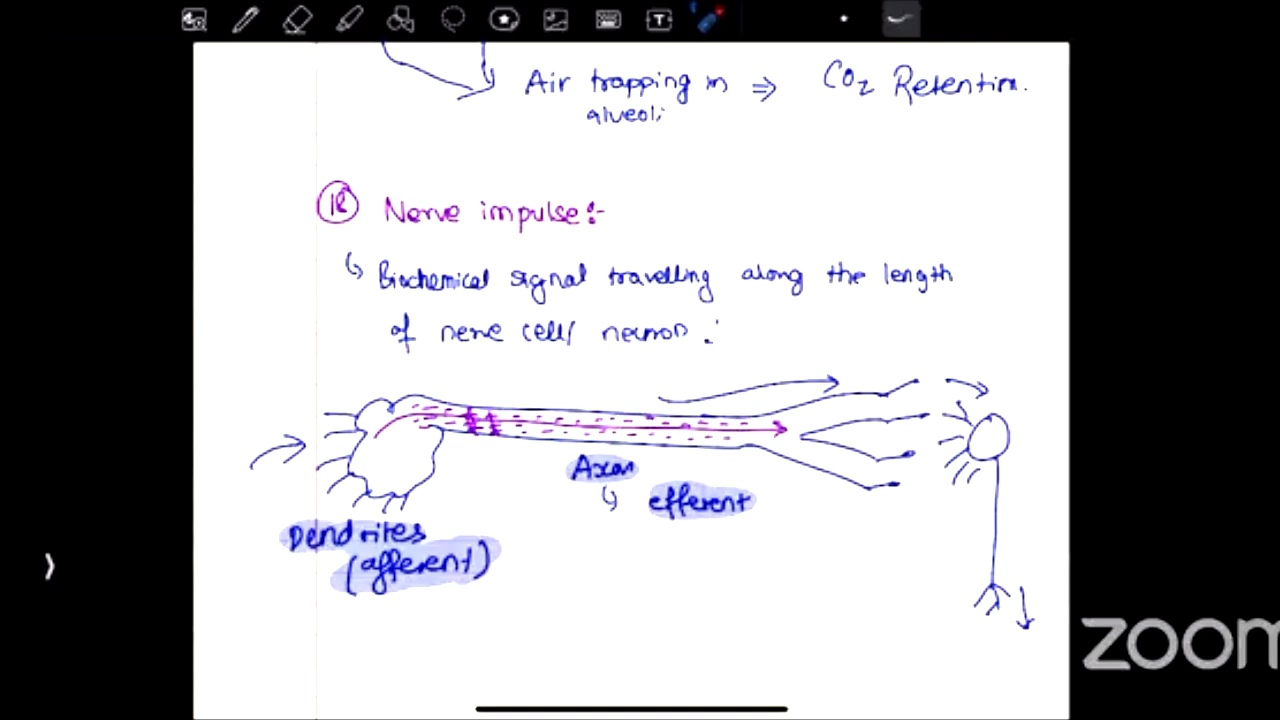 Air trapping in ⇒ CO2 Retention.
alveoli
Nerve impulse:-
↳ Biochemical signal travelling along the length
of nerve cell/ neuron.
Axon
↳ efferent
Dendrites
(afferent)
zoom